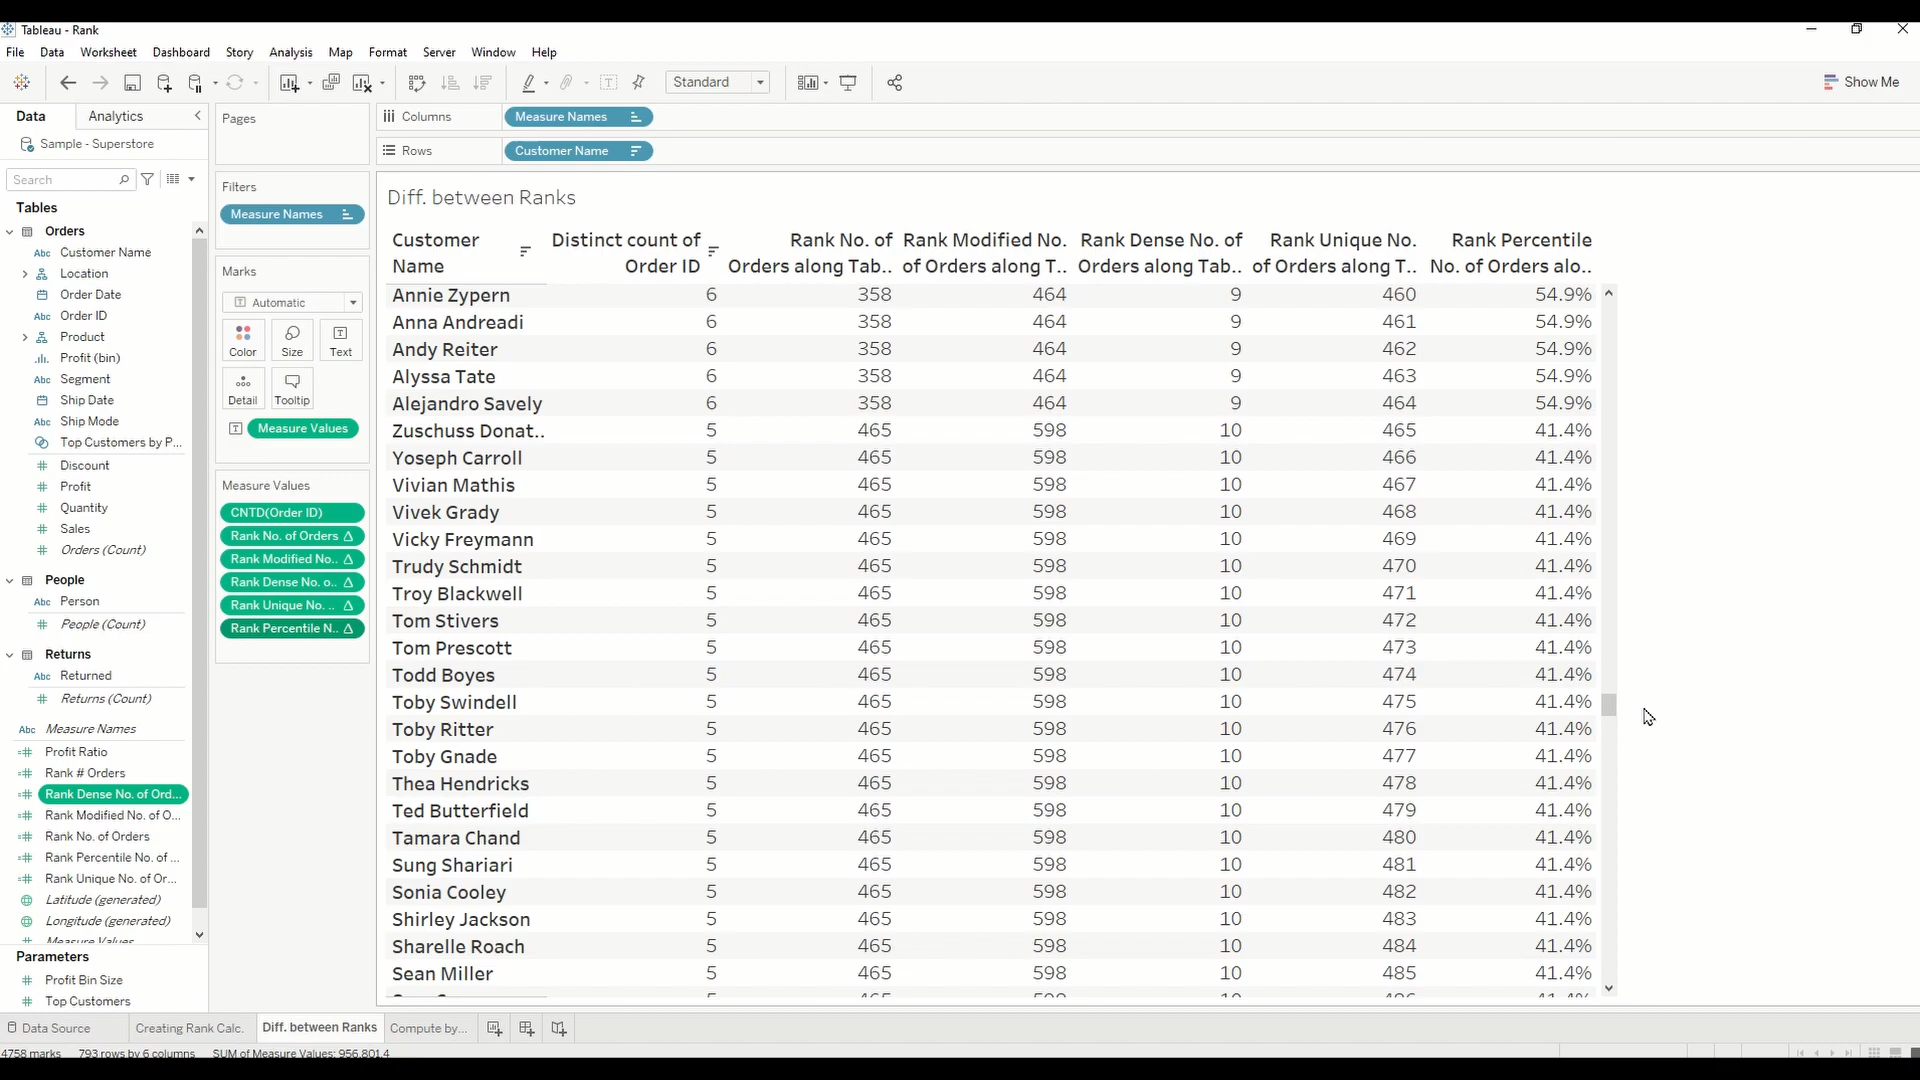 Tableau - Rank
File Data Worksheet Dashboard Story Analysis Map Format Server Window Help
Standard
Show Me
Data Analytics
Sample - Superstore
Search
Tables
Orders
Abc Customer Name
Location
Order Date
Abc Order ID
Product
Profit (bin)
Abc Segment
Ship Date
Abc Ship Mode
Top Customers by P...
Discount
Profit
Quantity
Sales
Orders (Count)
People
Abc Person
People (Count)
Returns
Abc Returned
Returns (Count)
Abc Measure Names
Profit Ratio
Rank # Orders
Rank Dense No. of Ord...
Rank Modified No. of O...
Rank No. of Orders
Rank Percentile No. of ...
Rank Unique No. of Or...
Latitude (generated)
Longitude (generated)
Measure Values
Parameters
Profit Bin Size
Top Customers
Pages
Filters
Measure Names
Marks
Automatic
Color Size Text
Detail Tooltip
Measure Values
Measure Values
CNTD(Order ID)
Rank No. of Orders
Rank Modified No..
Rank Dense No. o..
Rank Unique No. ..
Rank Percentile N..
Columns Measure Names
Rows Customer Name
Diff. between Ranks
Customer Name Distinct count of Order ID Rank No. of Orders along Tab.. Rank Modified No. of Orders along T.. Rank Dense No. of Orders along Tab.. Rank Unique No. of Orders along T.. Rank Percentile No. of Orders alo..
Annie Zypern 6 358 464 9 460 54.9%
Anna Andreadi 6 358 464 9 461 54.9%
Andy Reiter 6 358 464 9 462 54.9%
Alyssa Tate 6 358 464 9 463 54.9%
Alejandro Savely 6 358 464 9 464 54.9%
Zuschuss Donat.. 5 465 598 10 465 41.4%
Yoseph Carroll 5 465 598 10 466 41.4%
Vivian Mathis 5 465 598 10 467 41.4%
Vivek Grady 5 465 598 10 468 41.4%
Vicky Freymann 5 465 598 10 469 41.4%
Trudy Schmidt 5 465 598 10 470 41.4%
Troy Blackwell 5 465 598 10 471 41.4%
Tom Stivers 5 465 598 10 472 41.4%
Tom Prescott 5 465 598 10 473 41.4%
Todd Boyes 5 465 598 10 474 41.4%
Toby Swindell 5 465 598 10 475 41.4%
Toby Ritter 5 465 598 10 476 41.4%
Toby Gnade 5 465 598 10 477 41.4%
Thea Hendricks 5 465 598 10 478 41.4%
Ted Butterfield 5 465 598 10 479 41.4%
Tamara Chand 5 465 598 10 480 41.4%
Sung Shariari 5 465 598 10 481 41.4%
Sonia Cooley 5 465 598 10 482 41.4%
Shirley Jackson 5 465 598 10 483 41.4%
Sharelle Roach 5 465 598 10 484 41.4%
Sean Miller 5 465 598 10 485 41.4%
5 465 598 10 486 41.4%
Data Source Creating Rank Calc. Diff. between Ranks Compute by...
4758 marks 793 rows by 6 columns SUM of Measure Values: 956,801.4